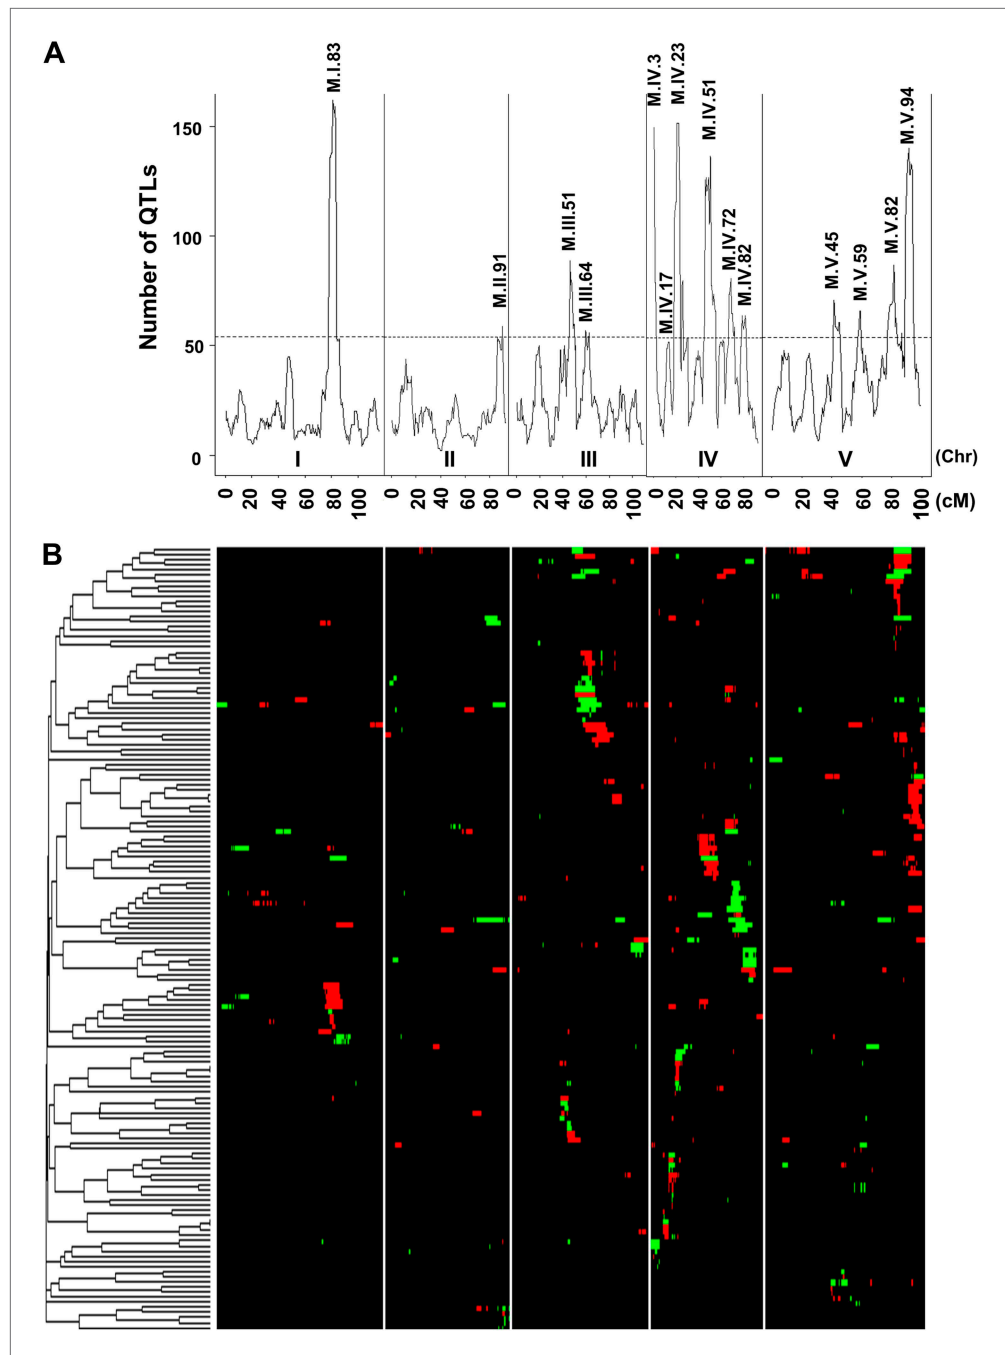 A
M.I.83
M.II.91
M.III.51
M.III.64
M.IV.3
M.IV.17
M.IV.23
M.IV.51
M.IV.72
M.IV.82
M.V.45
M.V.59
M.V.82
M.V.94
Number of QTLs
150
100
50
0
I II III IV V (Chr)
0 20 40 60 80 100 0 20 40 60 80 0 20 40 60 80 100 0 20 40 60 80 0 20 40 60 80 100 (cM)
B